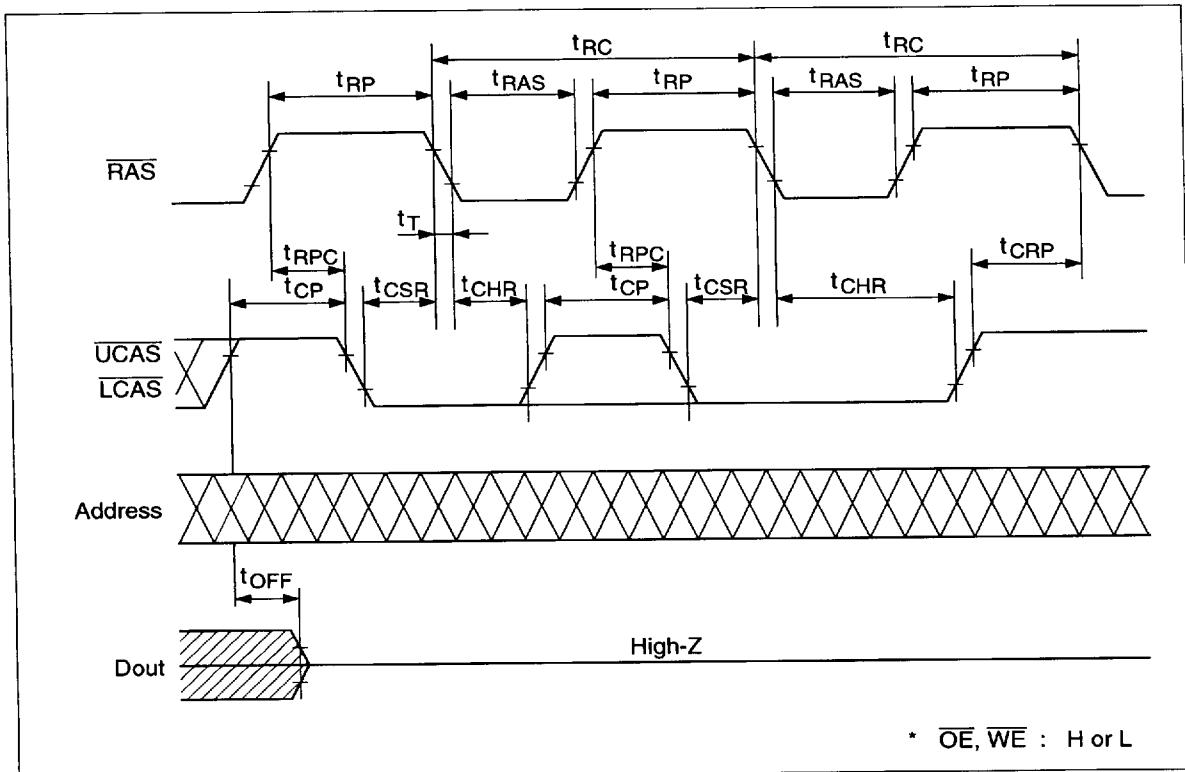 tRC tRC
tRP tRAS tRP tRAS tRP
RAS
tT
tRPC tRPC tCRP
tCP tCSR tCHR tCP tCSR tCHR
UCAS
LCAS
Address
tOFF
High-Z
Dout
* OE, WE : H or L